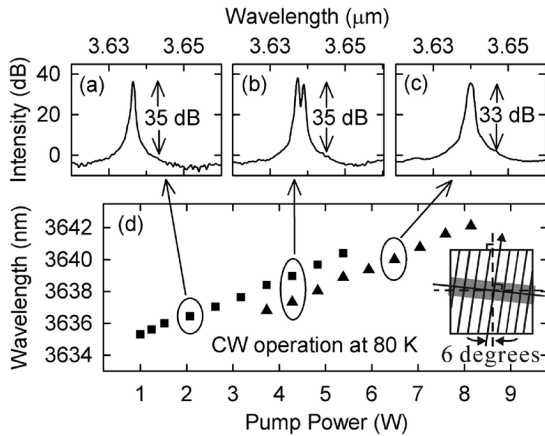 Wavelength (μm)
3.63 3.65 3.63 3.65 3.63 3.65
Intensity (dB)
40
20
0
(a)
35 dB
(b)
35 dB
(c)
33 dB
Wavelength (nm)
3642
3640
3638
3636
3634
(d)
CW operation at 80 K
6 degrees
1 2 3 4 5 6 7 8 9
Pump Power (W)